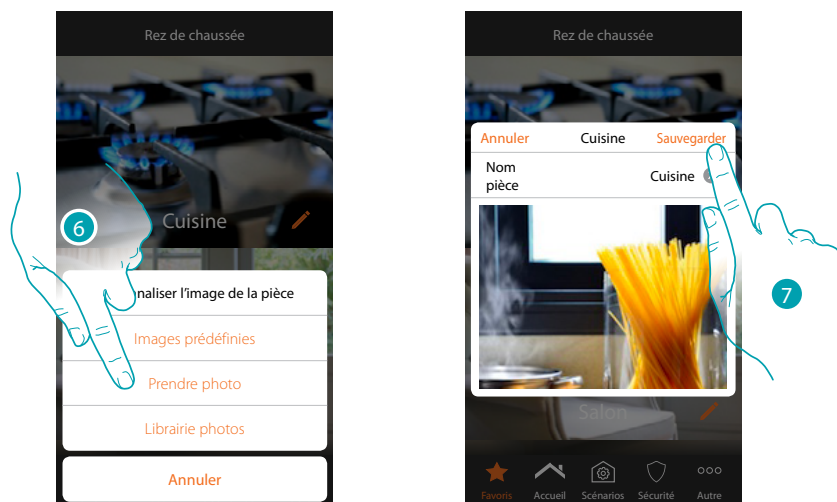 Rez de chaussée
Cuisine
6
naliser l'image de la pièce
Images prédéfinies
Prendre photo
Librairie photos
Annuler
Rez de chaussée
Annuler Cuisine Sauvegarder
Nom
pièce
Cuisine
7
Salon
Favoris Accueil Scénarios Sécurité Autre